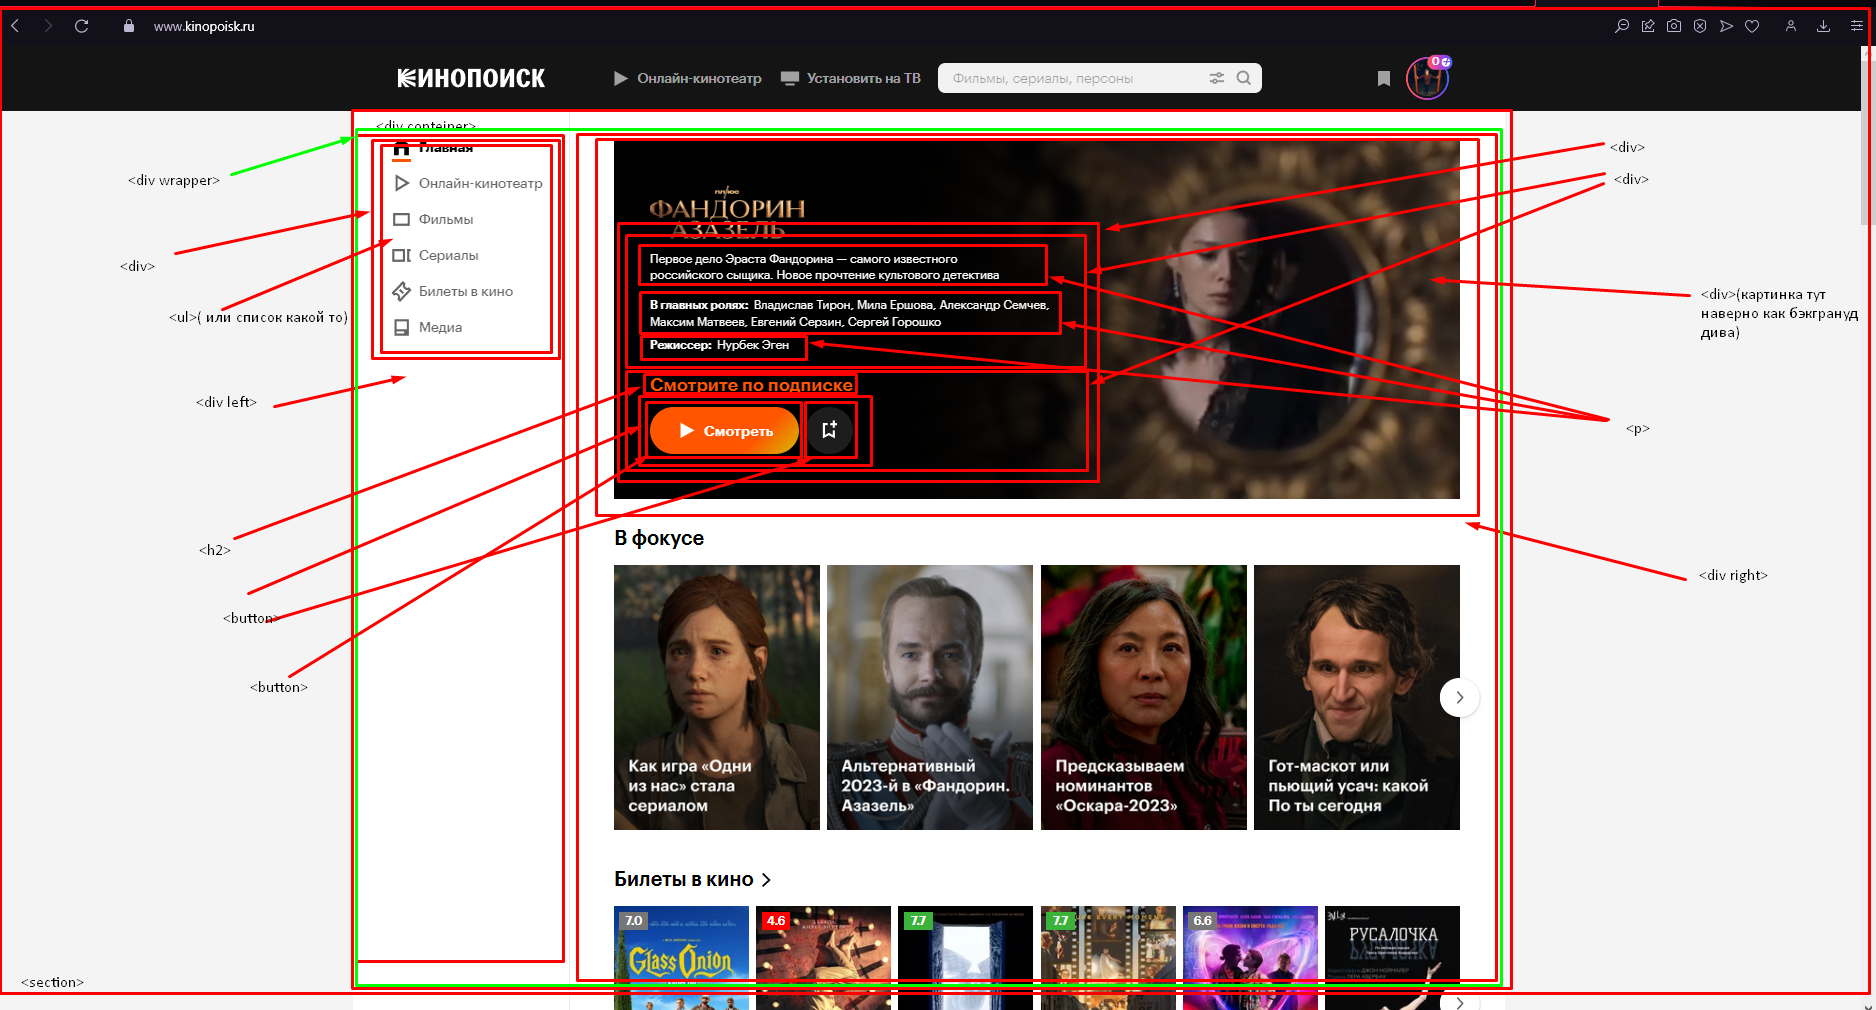 www.kinopoisk.ru
КИНОПОИСК
Онлайн-кинотеатр
Установить на ТВ
Фильмы, сериалы, персоны
0
<div conteiner>
Главная
Онлайн-кинотеатр
Фильмы
Сериалы
Билеты в кино
Медиа
<div wrapper>
<div>
<ul>( или список какой то)
<div left>
<h2>
<button>
<button>
<section>
плюс
ФАНДОРИН
АЗАЗЕЛЬ
Первое дело Эраста Фандорина — самого известного
российского сыщика. Новое прочтение культового детектива
В главных ролях: Владислав Тирон, Мила Ершова, Александр Семчев,
Максим Матвеев, Евгений Серзин, Сергей Горошко
Режиссер: Нурбек Эген
Смотрите по подписке
Смотреть
<div>
<div>
<div>(картинка тут
наверно как бэкгрануд
дива)
<p>
<div right>
В фокусе
Как игра «Одни
из нас» стала
сериалом
Альтернативный
2023-й в «Фандорин.
Азазель»
Предсказываем
номинантов
«Оскара-2023»
Гот-маскот или
пьющий усач: какой
По ты сегодня
Билеты в кино
7.0
Glass Onion
4.6
7.7
7.7
6.6
РУСАЛОЧКА